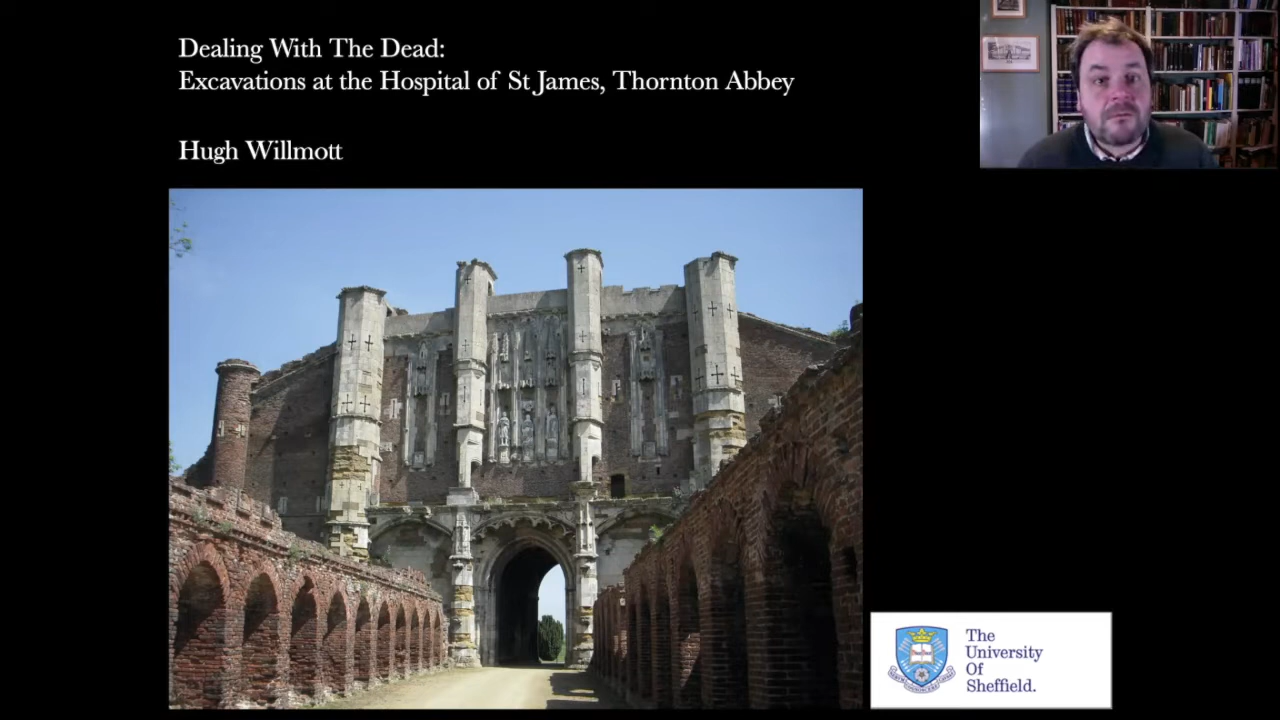 Dealing With The Dead:
Excavations at the Hospital of St James, Thornton Abbey
Hugh Willmott
The
University
Of
Sheffield.